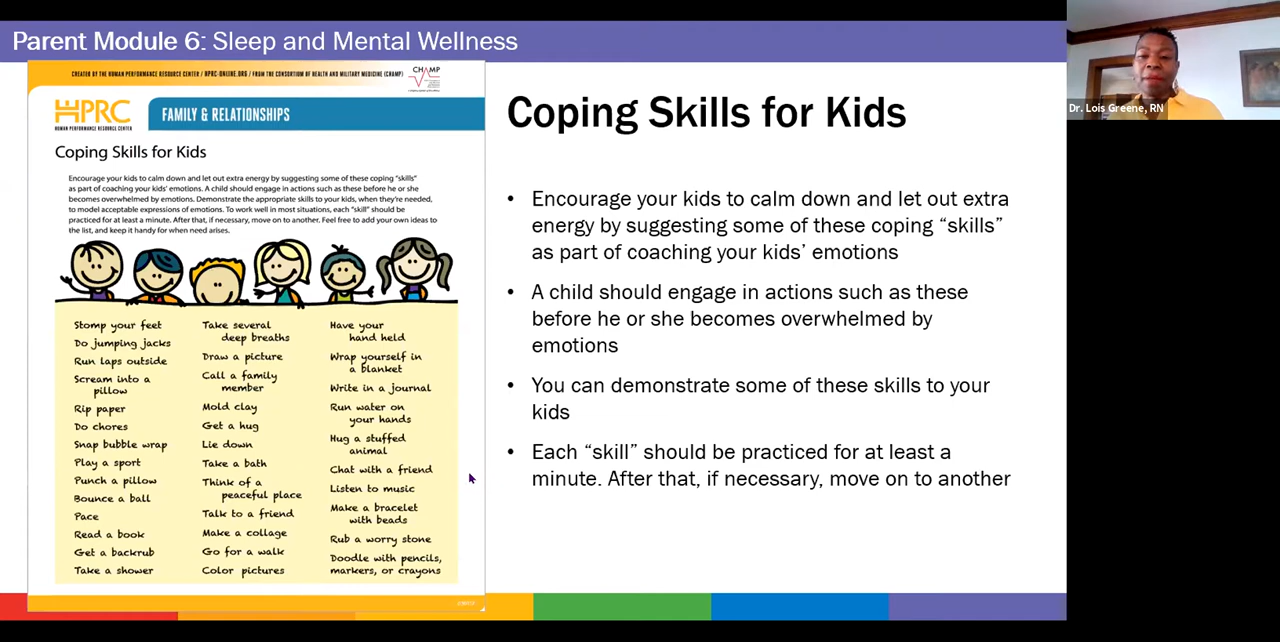 Parent Module 6: Sleep and Mental Wellness
CREATED BY THE HUMAN PERFORMANCE RESOURCE CENTER / HPRC-ONLINE.ORG / FROM THE CONSORTIUM OF HEALTH AND MILITARY MEDICINE (CHAMP)
CHAMP
HPRC
HUMAN PERFORMANCE RESOURCE CENTER
FAMILY & RELATIONSHIPS
Coping Skills for Kids
Encourage your kids to calm down and let out extra energy by suggesting some of these coping “skills”
as part of coaching your kids’ emotions. A child should engage in actions such as these before he or she
becomes overwhelmed by emotions. Demonstrate the appropriate skills to your kids, when they’re needed,
to model acceptable expressions of emotions. To work well in most situations, each “skill” should be
practiced for at least a minute. After that, if necessary, move on to another. Feel free to add your own ideas to
the list, and keep it handy for when need arises.
Stomp your feet
Do jumping jacks
Run laps outside
Scream into a
pillow
Rip paper
Do chores
Snap bubble wrap
Play a sport
Punch a pillow
Bounce a ball
Pace
Read a book
Get a backrub
Take a shower
Take several
deep breaths
Draw a picture
Call a family
member
Mold clay
Get a hug
Lie down
Take a bath
Think of a
peaceful place
Talk to a friend
Make a collage
Go for a walk
Color pictures
Have your
hand held
Wrap yourself in
a blanket
Write in a journal
Run water on
your hands
Hug a stuffed
animal
Chat with a friend
Listen to music
Make a bracelet
with beads
Rub a worry stone
Doodle with pencils,
markers, or crayons
Coping Skills for Kids
• Encourage your kids to calm down and let out extra
energy by suggesting some of these coping “skills”
as part of coaching your kids’ emotions
• A child should engage in actions such as these
before he or she becomes overwhelmed by
emotions
• You can demonstrate some of these skills to your
kids
• Each “skill” should be practiced for at least a
minute. After that, if necessary, move on to another
Dr. Lois Greene, RN